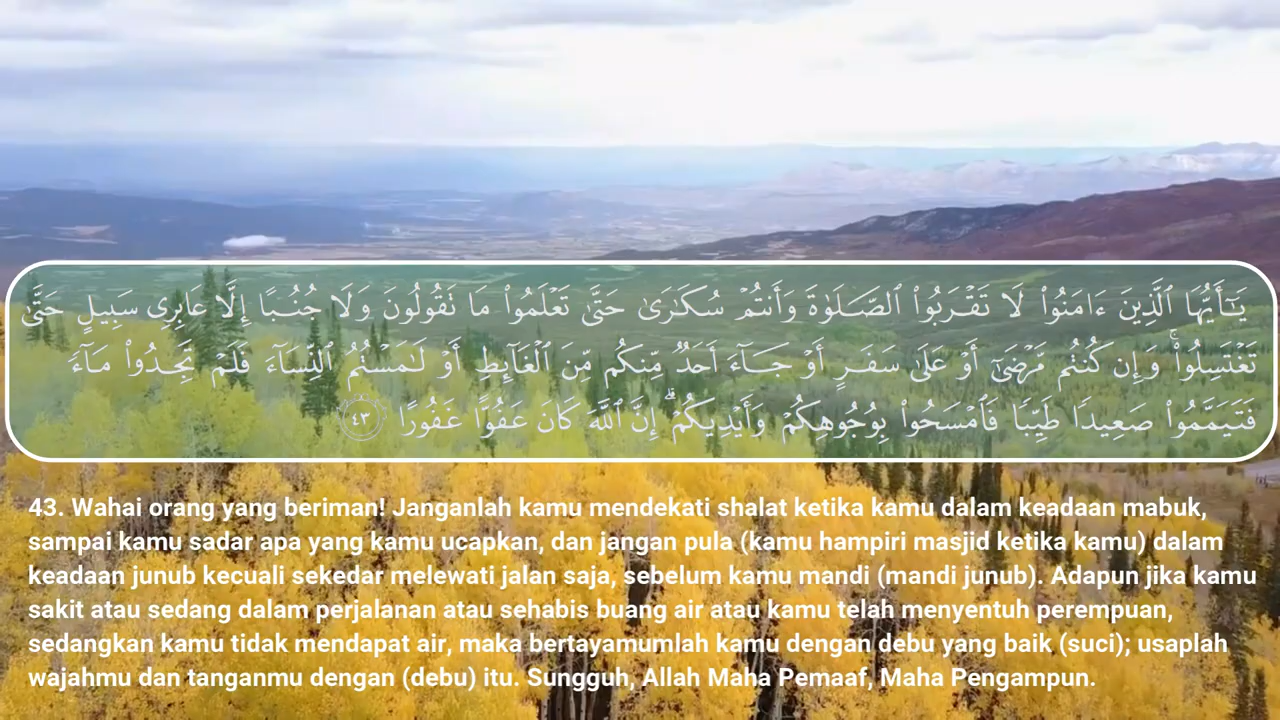 يَـٰٓأَيُّهَا ٱلَّذِينَ ءَامَنُوا۟ لَا تَقْرَبُوا۟ ٱلصَّلَوٰةَ وَأَنتُمْ سُكَـٰرَىٰ حَتَّىٰ تَعْلَمُوا۟ مَا تَقُولُونَ وَلَا جُنُبًا إِلَّا عَابِرِى سَبِيلٍ حَتَّىٰ
تَغْتَسِلُوا۟ ۚ وَإِن كُنتُم مَّرْضَىٰٓ أَوْ عَلَىٰ سَفَرٍ أَوْ جَآءَ أَحَدٌ مِّنكُم مِّنَ ٱلْغَآئِطِ أَوْ لَـٰمَسْتُمُ ٱلنِّسَآءَ فَلَمْ تَجِدُوا۟ مَآءً
فَتَيَمَّمُوا۟ صَعِيدًا طَيِّبًا فَٱمْسَحُوا۟ بِوُجُوهِكُمْ وَأَيْدِيكُمْ ۗ إِنَّ ٱللَّهَ كَانَ عَفُوًّا غَفُورًا ٤٣
43. Wahai orang yang beriman! Janganlah kamu mendekati shalat ketika kamu dalam keadaan mabuk,
sampai kamu sadar apa yang kamu ucapkan, dan jangan pula (kamu hampiri masjid ketika kamu) dalam
keadaan junub kecuali sekedar melewati jalan saja, sebelum kamu mandi (mandi junub). Adapun jika kamu
sakit atau sedang dalam perjalanan atau sehabis buang air atau kamu telah menyentuh perempuan,
sedangkan kamu tidak mendapat air, maka bertayamumlah kamu dengan debu yang baik (suci); usaplah
wajahmu dan tanganmu dengan (debu) itu. Sungguh, Allah Maha Pemaaf, Maha Pengampun.